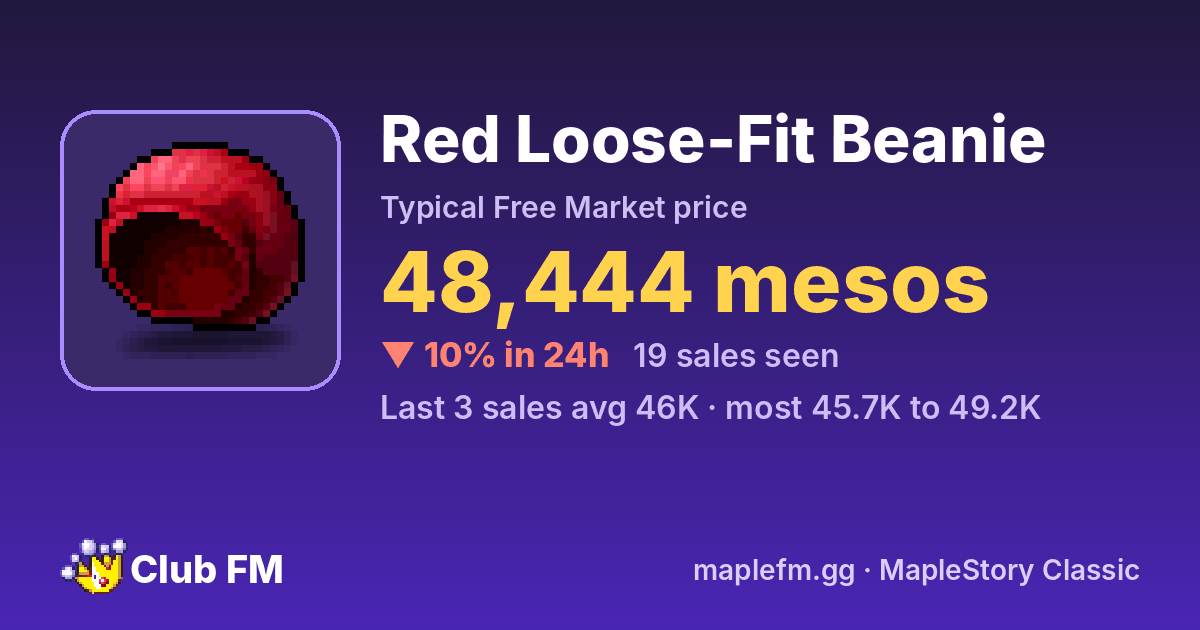 Red Loose-Fit Beanie
Typical Free Market price
48,444 mesos
▼ 10% in 24h 19 sales seen
Last 3 sales avg 46K · most 45.7K to 49.2K
Club FM
maplefm.gg · MapleStory Classic